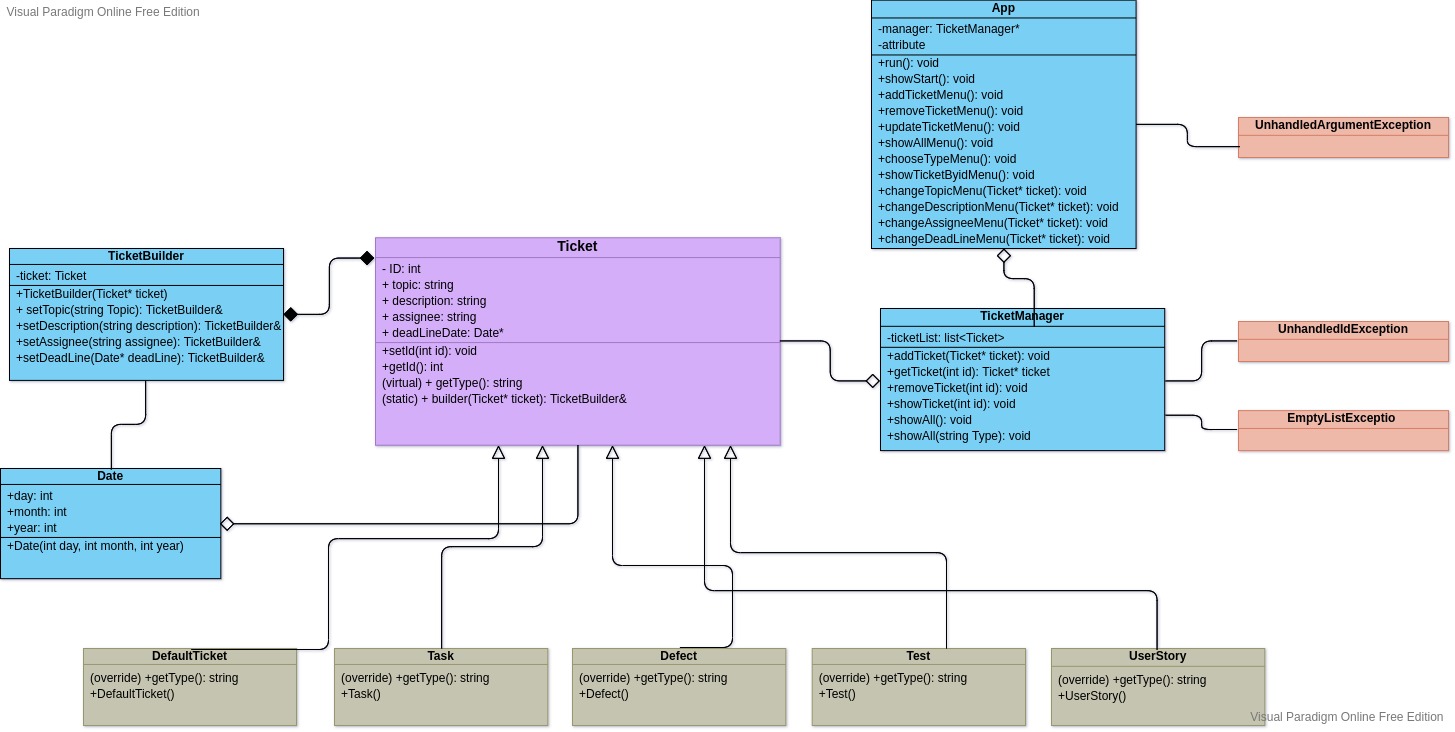 Visual Paradigm Online Free Edition
App
-manager: TicketManager*
-attribute
+run(): void
+showStart(): void
+addTicketMenu(): void
+removeTicketMenu(): void
+updateTicketMenu(): void
+showAllMenu(): void
+chooseTypeMenu(): void
+showTicketByidMenu(): void
+changeTopicMenu(Ticket* ticket): void
+changeDescriptionMenu(Ticket* ticket): void
+changeAssigneeMenu(Ticket* ticket): void
+changeDeadLineMenu(Ticket* ticket): void
UnhandledArgumentException
TicketBuilder
-ticket: Ticket
+TicketBuilder(Ticket* ticket)
+ setTopic(string Topic): TicketBuilder&
+setDescription(string description): TicketBuilder&
+setAssignee(string assignee): TicketBuilder&
+setDeadLine(Date* deadLine): TicketBuilder&
Ticket
- ID: int
+ topic: string
+ description: string
+ assignee: string
+ deadLineDate: Date*
+setId(int id): void
+getId(): int
(virtual) + getType(): string
(static) + builder(Ticket* ticket): TicketBuilder&
TicketManager
-ticketList: list<Ticket>
+addTicket(Ticket* ticket): void
+getTicket(int id): Ticket* ticket
+removeTicket(int id): void
+showTicket(int id): void
+showAll(): void
+showAll(string Type): void
UnhandledIdException
EmptyListExceptio
Date
+day: int
+month: int
+year: int
+Date(int day, int month, int year)
DefaultTicket
(override) +getType(): string
+DefaultTicket()
Task
(override) +getType(): string
+Task()
Defect
(override) +getType(): string
+Defect()
Test
(override) +getType(): string
+Test()
UserStory
(override) +getType(): string
+UserStory()
Visual Paradigm Online Free Edition